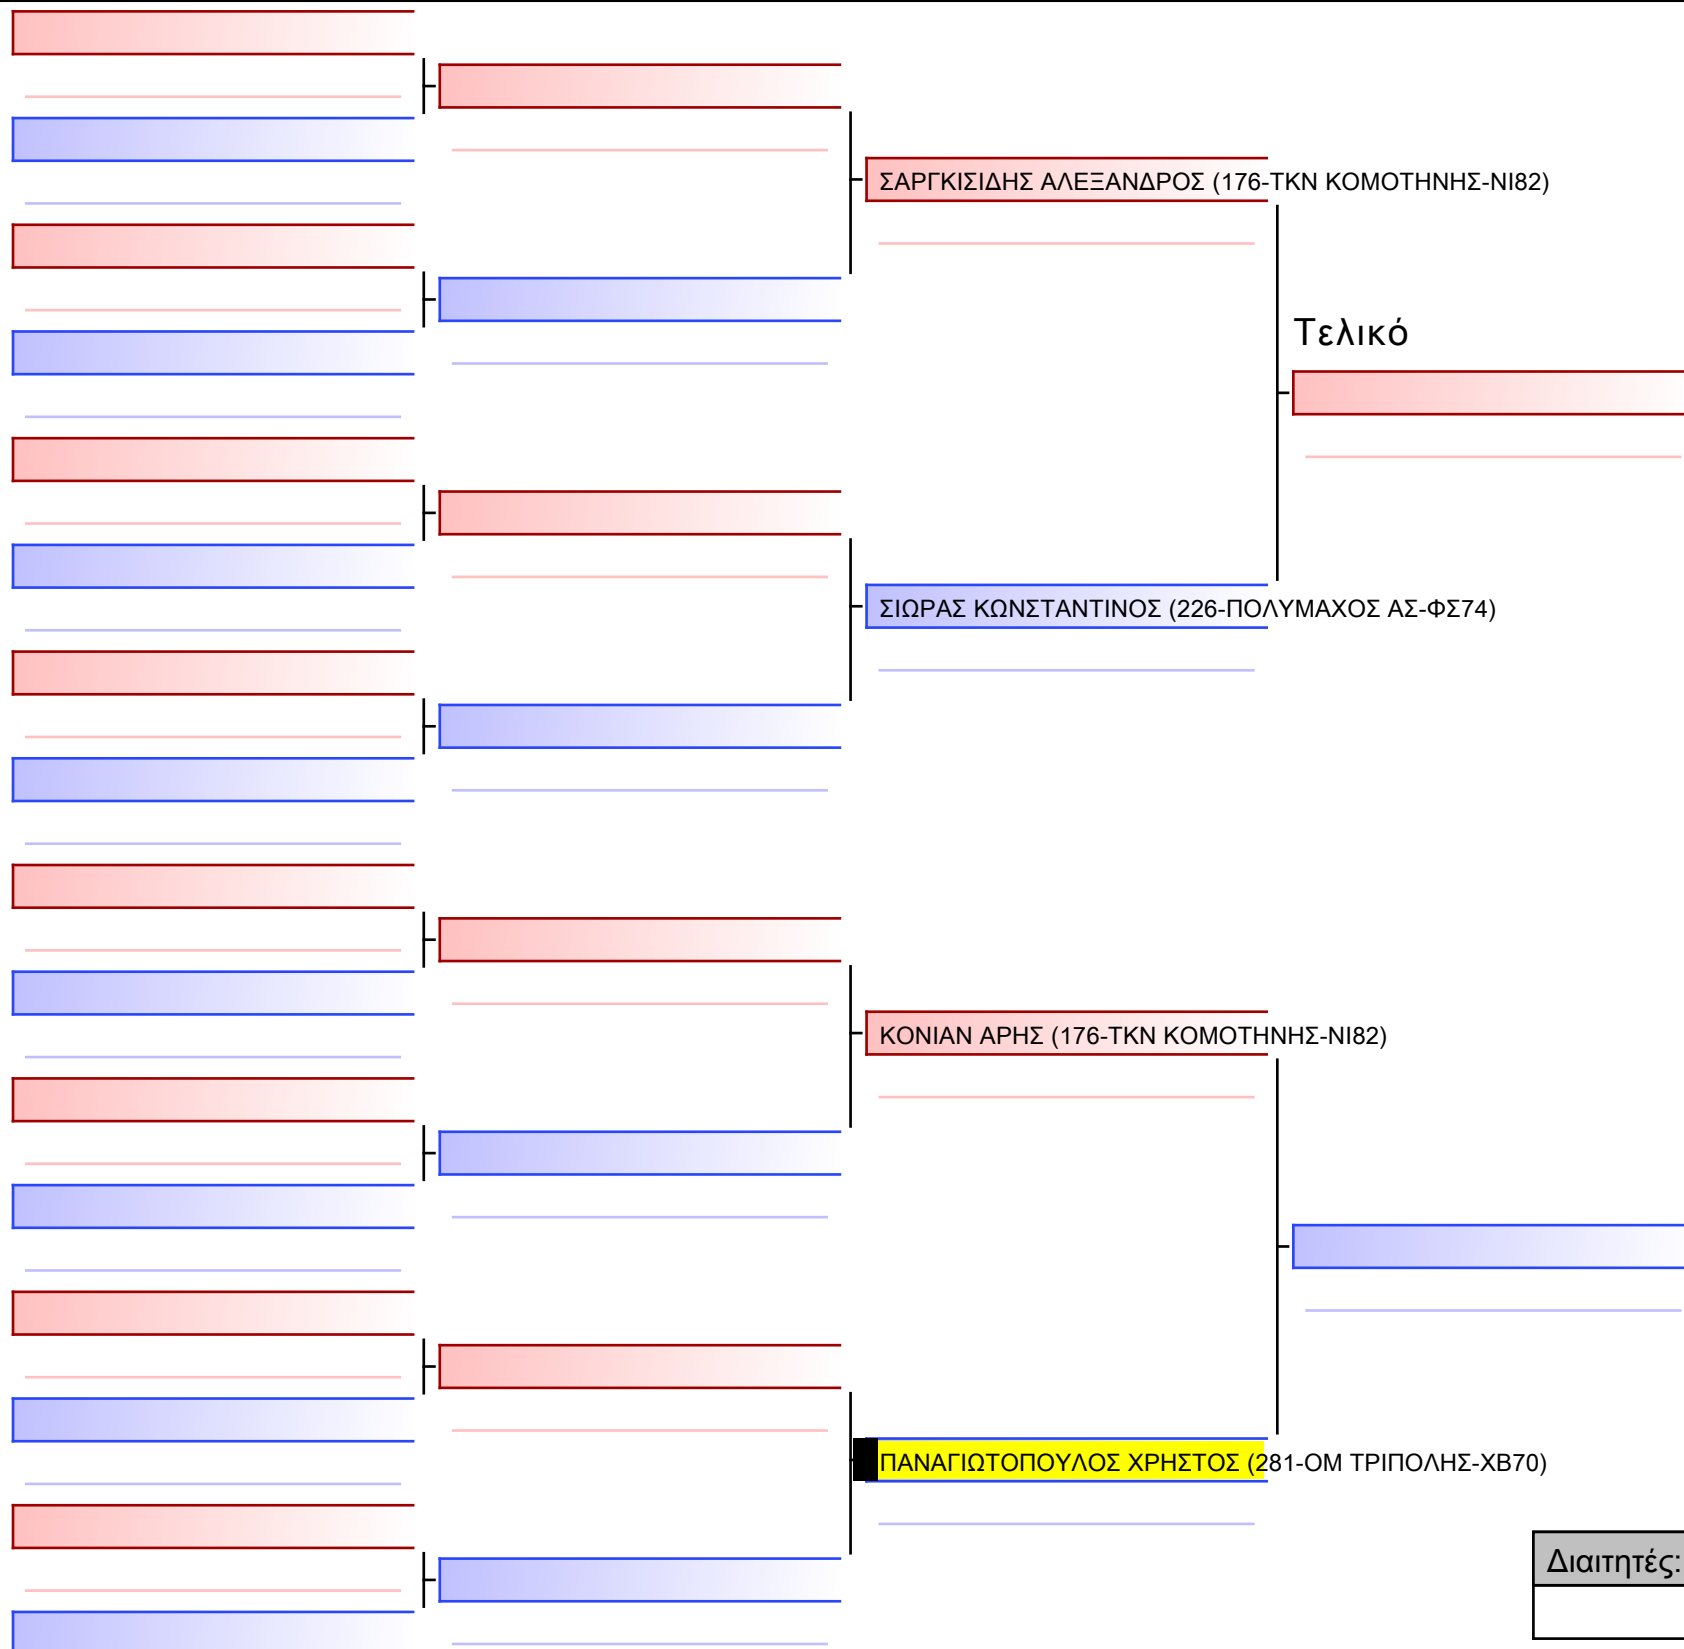 ΣΑΡΓΚΙΣΙΔΗΣ ΑΛΕΞΑΝΔΡΟΣ (176-ΤΚΝ ΚΟΜΟΤΗΝΗΣ-ΝΙ82)
Τελικό
ΣΙΩΡΑΣ ΚΩΝΣΤΑΝΤΙΝΟΣ (226-ΠΟΛΥΜΑΧΟΣ ΑΣ-ΦΣ74)
ΚΟΝΙΑΝ ΑΡΗΣ (176-ΤΚΝ ΚΟΜΟΤΗΝΗΣ-ΝΙ82)
ΠΑΝΑΓΙΩΤΟΠΟΥΛΟΣ ΧΡΗΣΤΟΣ (281-ΟΜ ΤΡΙΠΟΛΗΣ-ΧΒ70)
Διαιτητές: